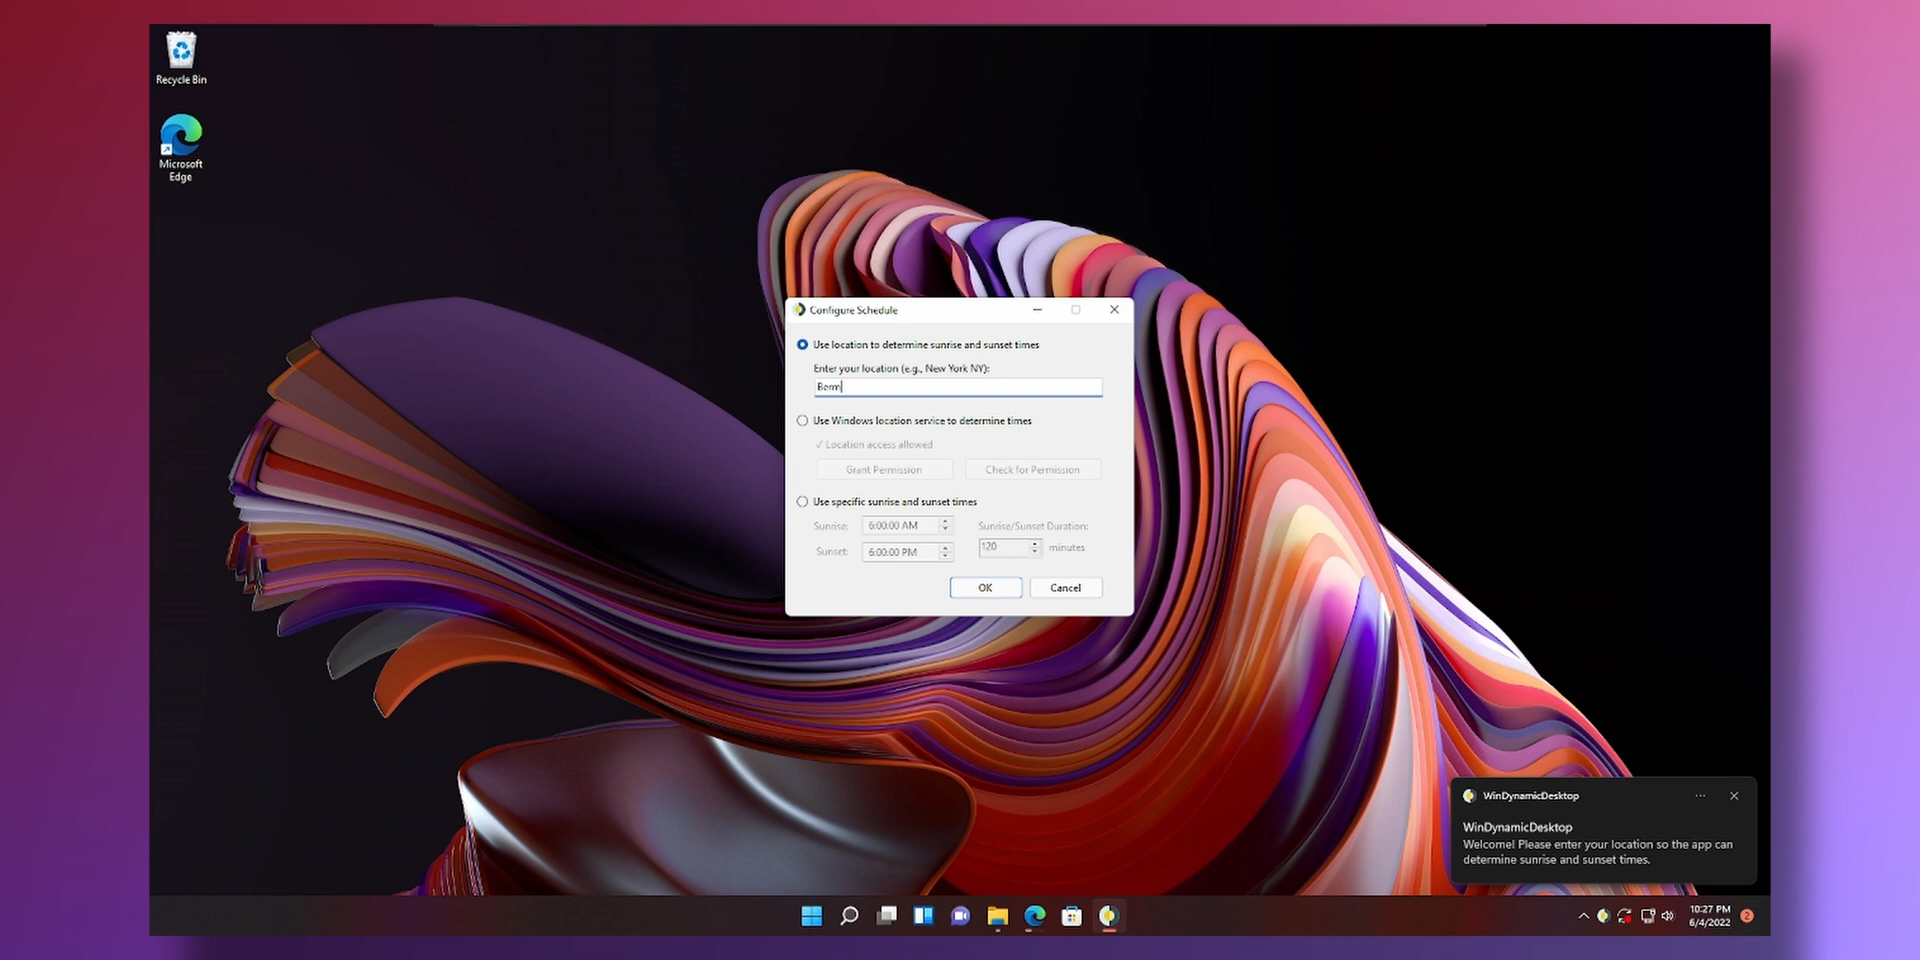 Recycle Bin
Microsoft
Edge
Configure Schedule
Use location to determine sunrise and sunset times
Enter your location (e.g., New York NY):
Berm
Use Windows location service to determine times
✓ Location access allowed
Grant Permission
Check for Permission
Use specific sunrise and sunset times
Sunrise: 6:00:00 AM
Sunrise/Sunset Duration:
Sunset: 6:00:00 PM
120 minutes
OK
Cancel
WinDynamicDesktop
WinDynamicDesktop
Welcome! Please enter your location so the app can
determine sunrise and sunset times.
10:27 PM
6/4/2022
2